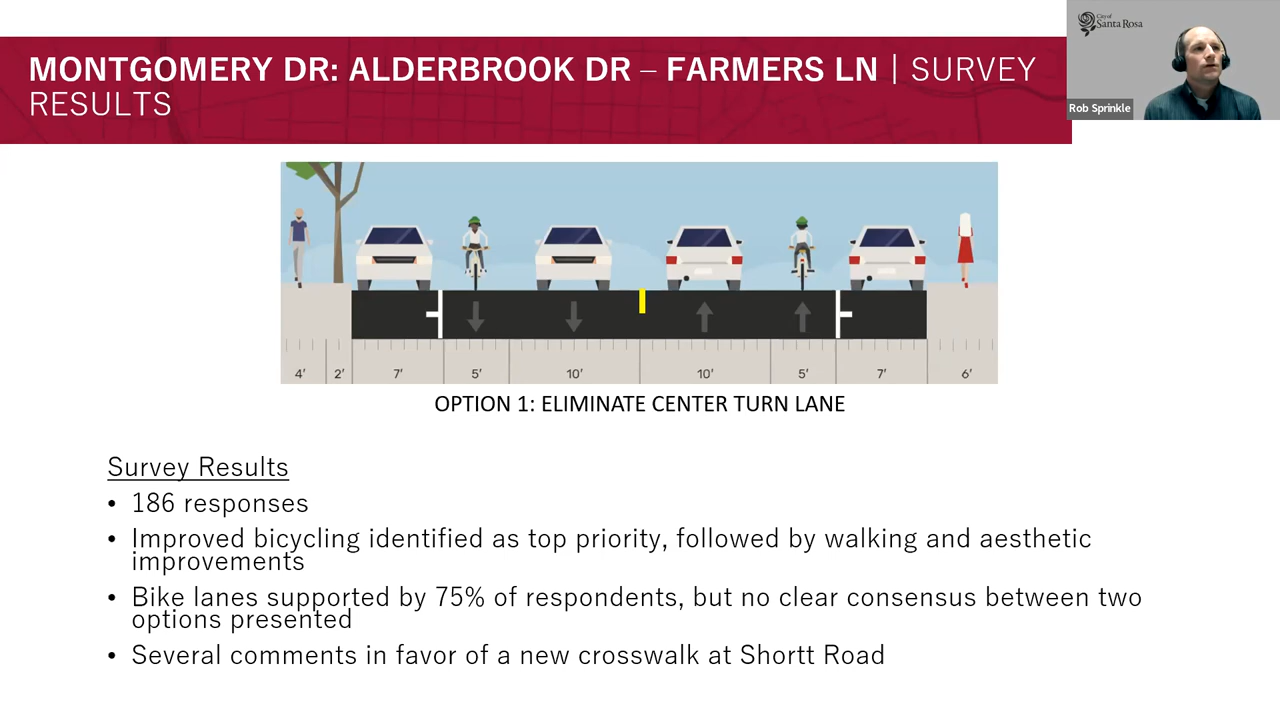 City of
Santa Rosa
Rob Sprinkle
MONTGOMERY DR: ALDERBROOK DR – FARMERS LN | SURVEY
RESULTS
4’ 2’ 7’ 5’ 10’ 10’ 5’ 7’ 6’
OPTION 1: ELIMINATE CENTER TURN LANE
Survey Results
• 186 responses
• Improved bicycling identified as top priority, followed by walking and aesthetic
improvements
• Bike lanes supported by 75% of respondents, but no clear consensus between two
options presented
• Several comments in favor of a new crosswalk at Shortt Road